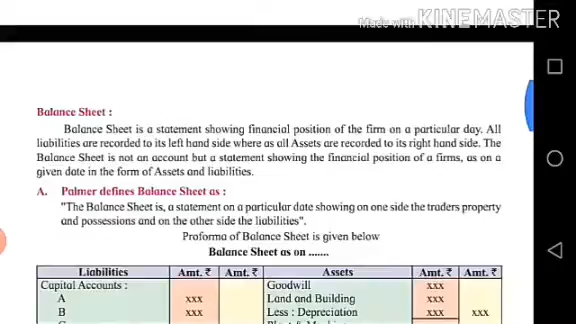 Made with KINEMASTER
Balance Sheet :
Balance Sheet is a statement showing financial position of the firm on a particular day. All
liabilities are recorded to its left hand side where as all Assets are recorded to its right hand side. The
Balance Sheet is not an account but a statement showing the financial position of a firms, as on a
given date in the form of Assets and liabilities.
A. Palmer defines Balance Sheet as :
"The Balance Sheet is, a statement on a particular date showing on one side the traders property
and possessions and on the other side the liabilities".
Proforma of Balance Sheet is given below
Balance Sheet as on .......
Liabilities Amt. ₹ Amt. ₹ Assets Amt. ₹ Amt. ₹
Capital Accounts : Goodwill xxx
A xxx Land and Building xxx
B xxx Less : Depreciation xxx xxx